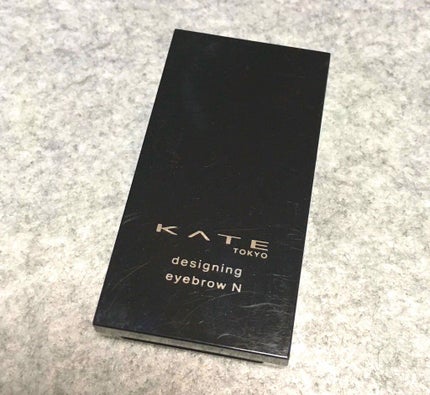 KATE
TOKYO
designing
eyebrow N